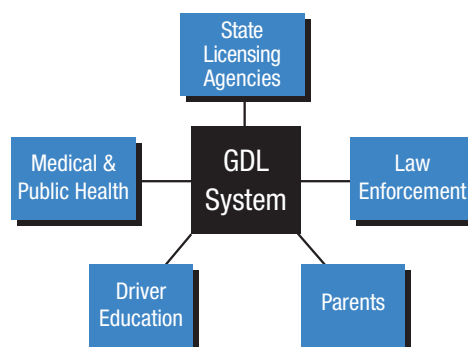 State
Licensing
Agencies
Medical &
Public Health
GDL
System
Law
Enforcement
Driver
Education
Parents